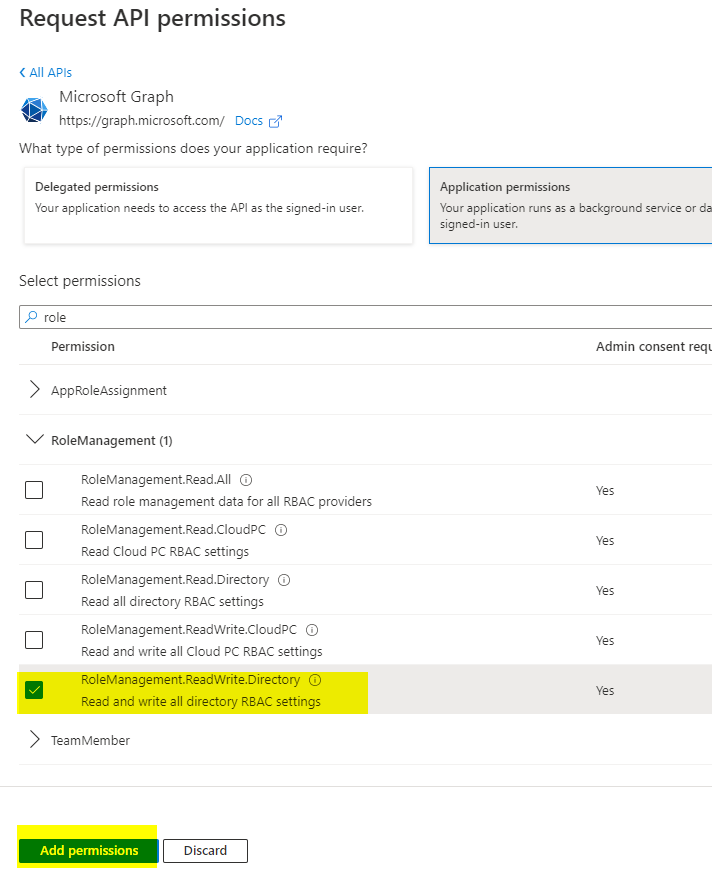 Request API permissions
All APIs
Microsoft Graph
https://graph.microsoft.com/ Docs
What type of permissions does your application require?
Delegated permissions
Your application needs to access the API as the signed-in user.
Application permissions
Your application runs as a background service or da
signed-in user.
Select permissions
role
Permission Admin consent requ
AppRoleAssignment
RoleManagement (1)
RoleManagement.Read.All
Read role management data for all RBAC providers
Yes
RoleManagement.Read.CloudPC
Read Cloud PC RBAC settings
Yes
RoleManagement.Read.Directory
Read all directory RBAC settings
Yes
RoleManagement.ReadWrite.CloudPC
Read and write all Cloud PC RBAC settings
Yes
RoleManagement.ReadWrite.Directory
Read and write all directory RBAC settings
Yes
TeamMember
Add permissions Discard